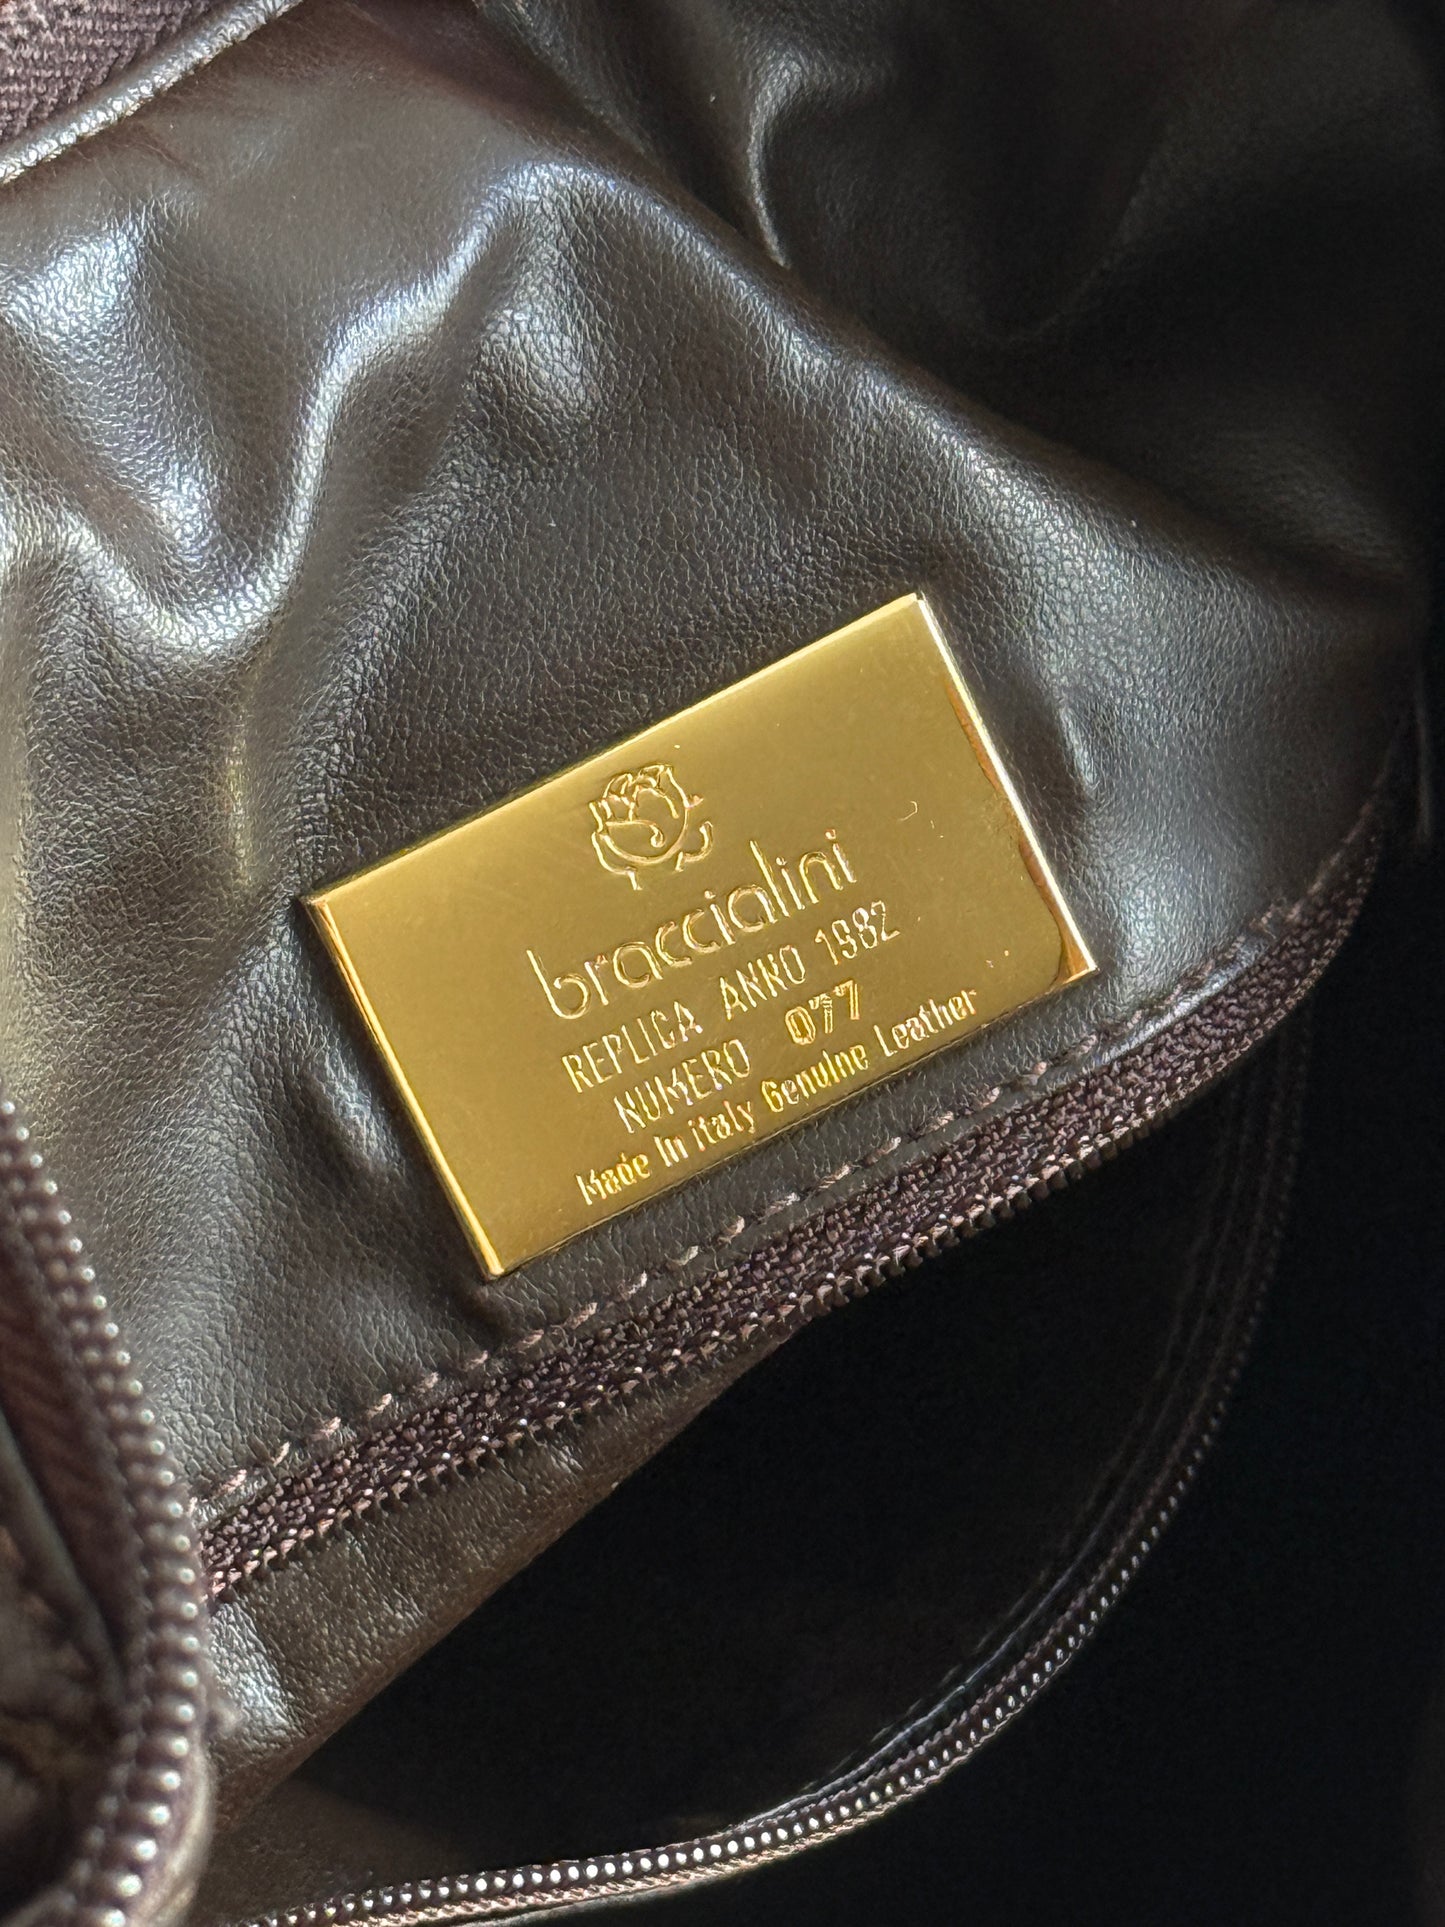 braccialini
REPLICA ANNO 1982
NUMERO 077
Made In italy Genuine Leather